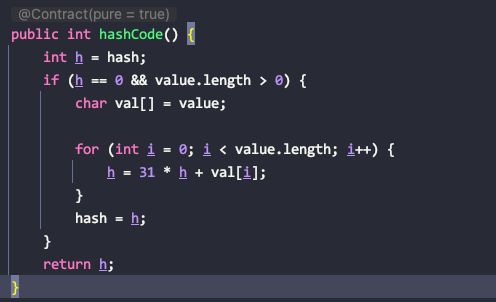 @Contract(pure = true)
public int hashCode() {
int h = hash;
if (h == 0 && value.length > 0) {
char val[] = value;
for (int i = 0; i < value.length; i++) {
h = 31 * h + val[i];
}
hash = h;
}
return h;
}